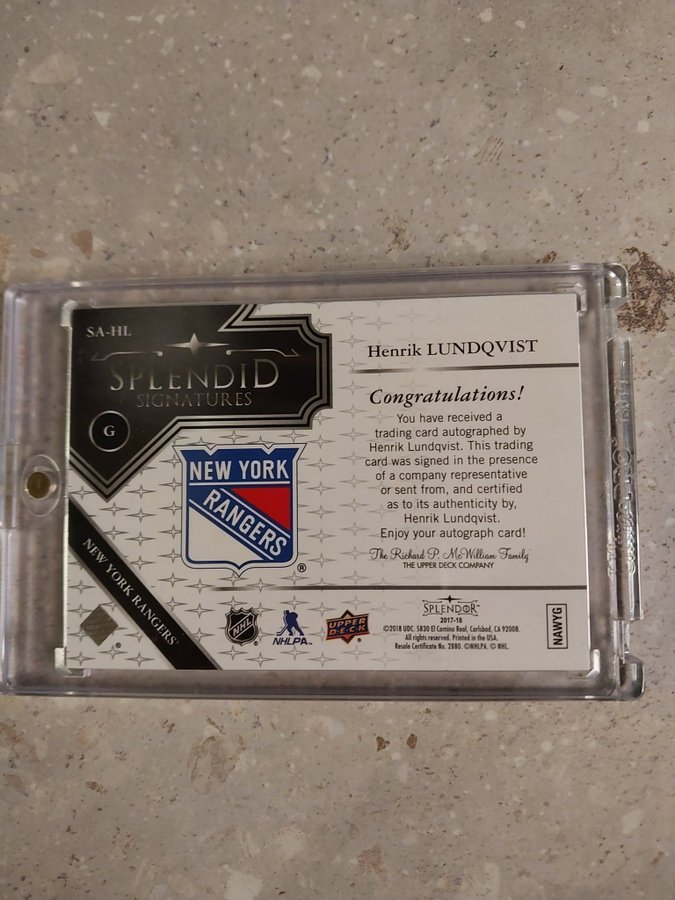 SA-HL
SPLENDID
SIGNATURES
G
NEW YORK
RANGERS
®
NEW YORK RANGERS®
®
Henrik LUNDQVIST
Congratulations!
You have received a
trading card autographed by
Henrik Lundqvist. This trading
card was signed in the presence
of a company representative
or sent from, and certified
as to its authenticity by,
Henrik Lundqvist.
Enjoy your autograph card!
The Richard P. McWilliam Family
THE UPPER DECK COMPANY
NHL
NHLPA
UPPER
DECK
SPLENDOR
2017-18
©2018 UDC. 5830 El Camino Real, Carlsbad, CA 92008.
All rights reserved. Printed in the USA.
Resale Certificate No. 2880. ©NHLPA. © NHL.
NAWYG